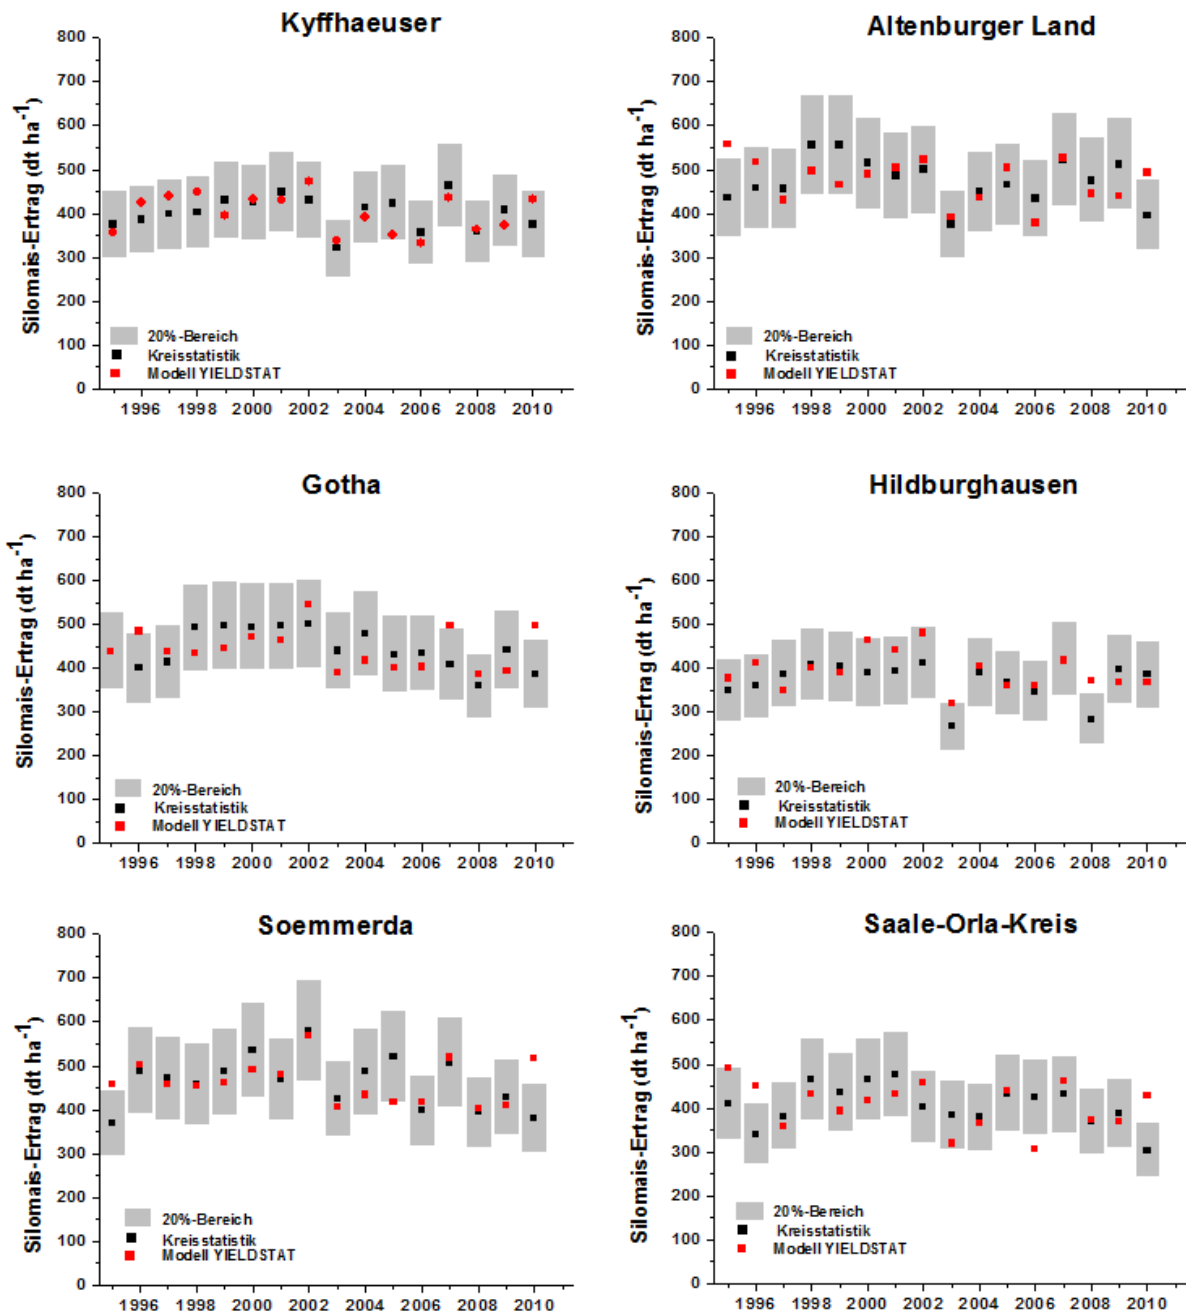 Kyffhaeuser
Silomais-Ertrag (dt ha⁻¹)
800
700
600
500
400
300
200
100
0
20%-Bereich
Kreisstatistik
Modell YIELDSTAT
1996 1998 2000 2002 2004 2006 2008 2010
Altenburger Land
Silomais-Ertrag (dt ha⁻¹)
800
700
600
500
400
300
200
100
0
20%-Bereich
Kreisstatistik
Modell YIELDSTAT
1996 1998 2000 2002 2004 2006 2008 2010
Gotha
Silomais-Ertrag (dt ha⁻¹)
800
700
600
500
400
300
200
100
0
20%-Bereich
Kreisstatistik
Modell YIELDSTAT
1996 1998 2000 2002 2004 2006 2008 2010
Hildburghausen
Silomais-Ertrag (dt ha⁻¹)
800
700
600
500
400
300
200
100
0
20%-Bereich
Kreisstatistik
Modell YIELDSTAT
1996 1998 2000 2002 2004 2006 2008 2010
Soemmerda
Silomais-Ertrag (dt ha⁻¹)
800
700
600
500
400
300
200
100
0
20%-Bereich
Kreisstatistik
Modell YIELDSTAT
1996 1998 2000 2002 2004 2006 2008 2010
Saale-Orla-Kreis
Silomais-Ertrag (dt ha⁻¹)
800
700
600
500
400
300
200
100
0
20%-Bereich
Kreisstatistik
Modell YIELDSTAT
1996 1998 2000 2002 2004 2006 2008 2010